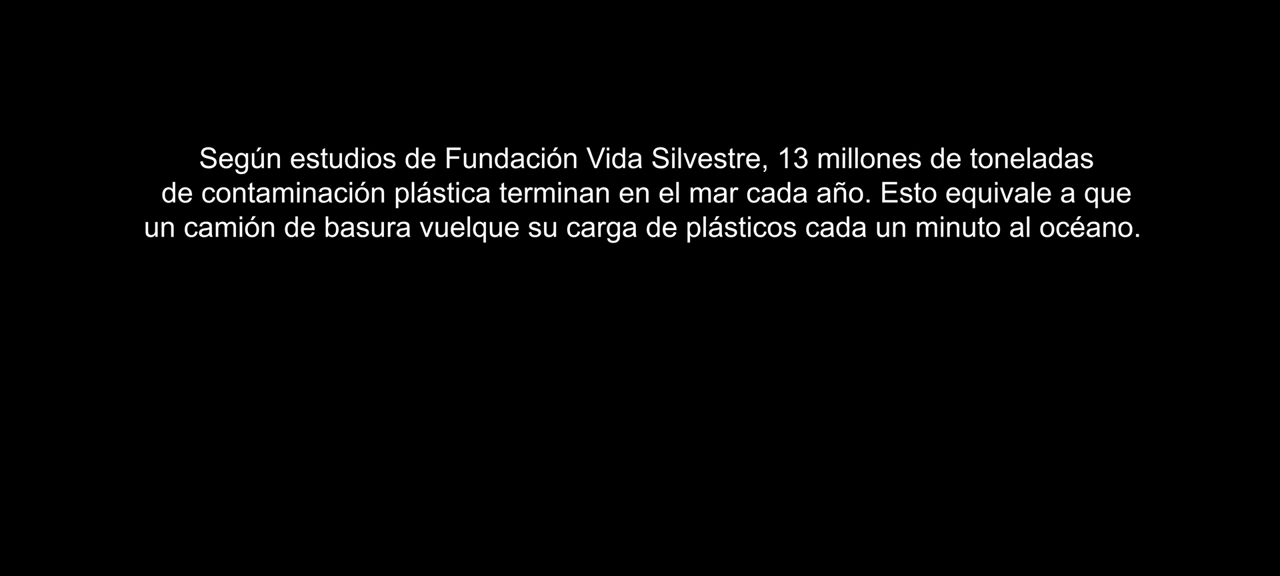 Según estudios de Fundación Vida Silvestre, 13 millones de toneladas
de contaminación plástica terminan en el mar cada año. Esto equivale a que
un camión de basura vuelque su carga de plásticos cada un minuto al océano.